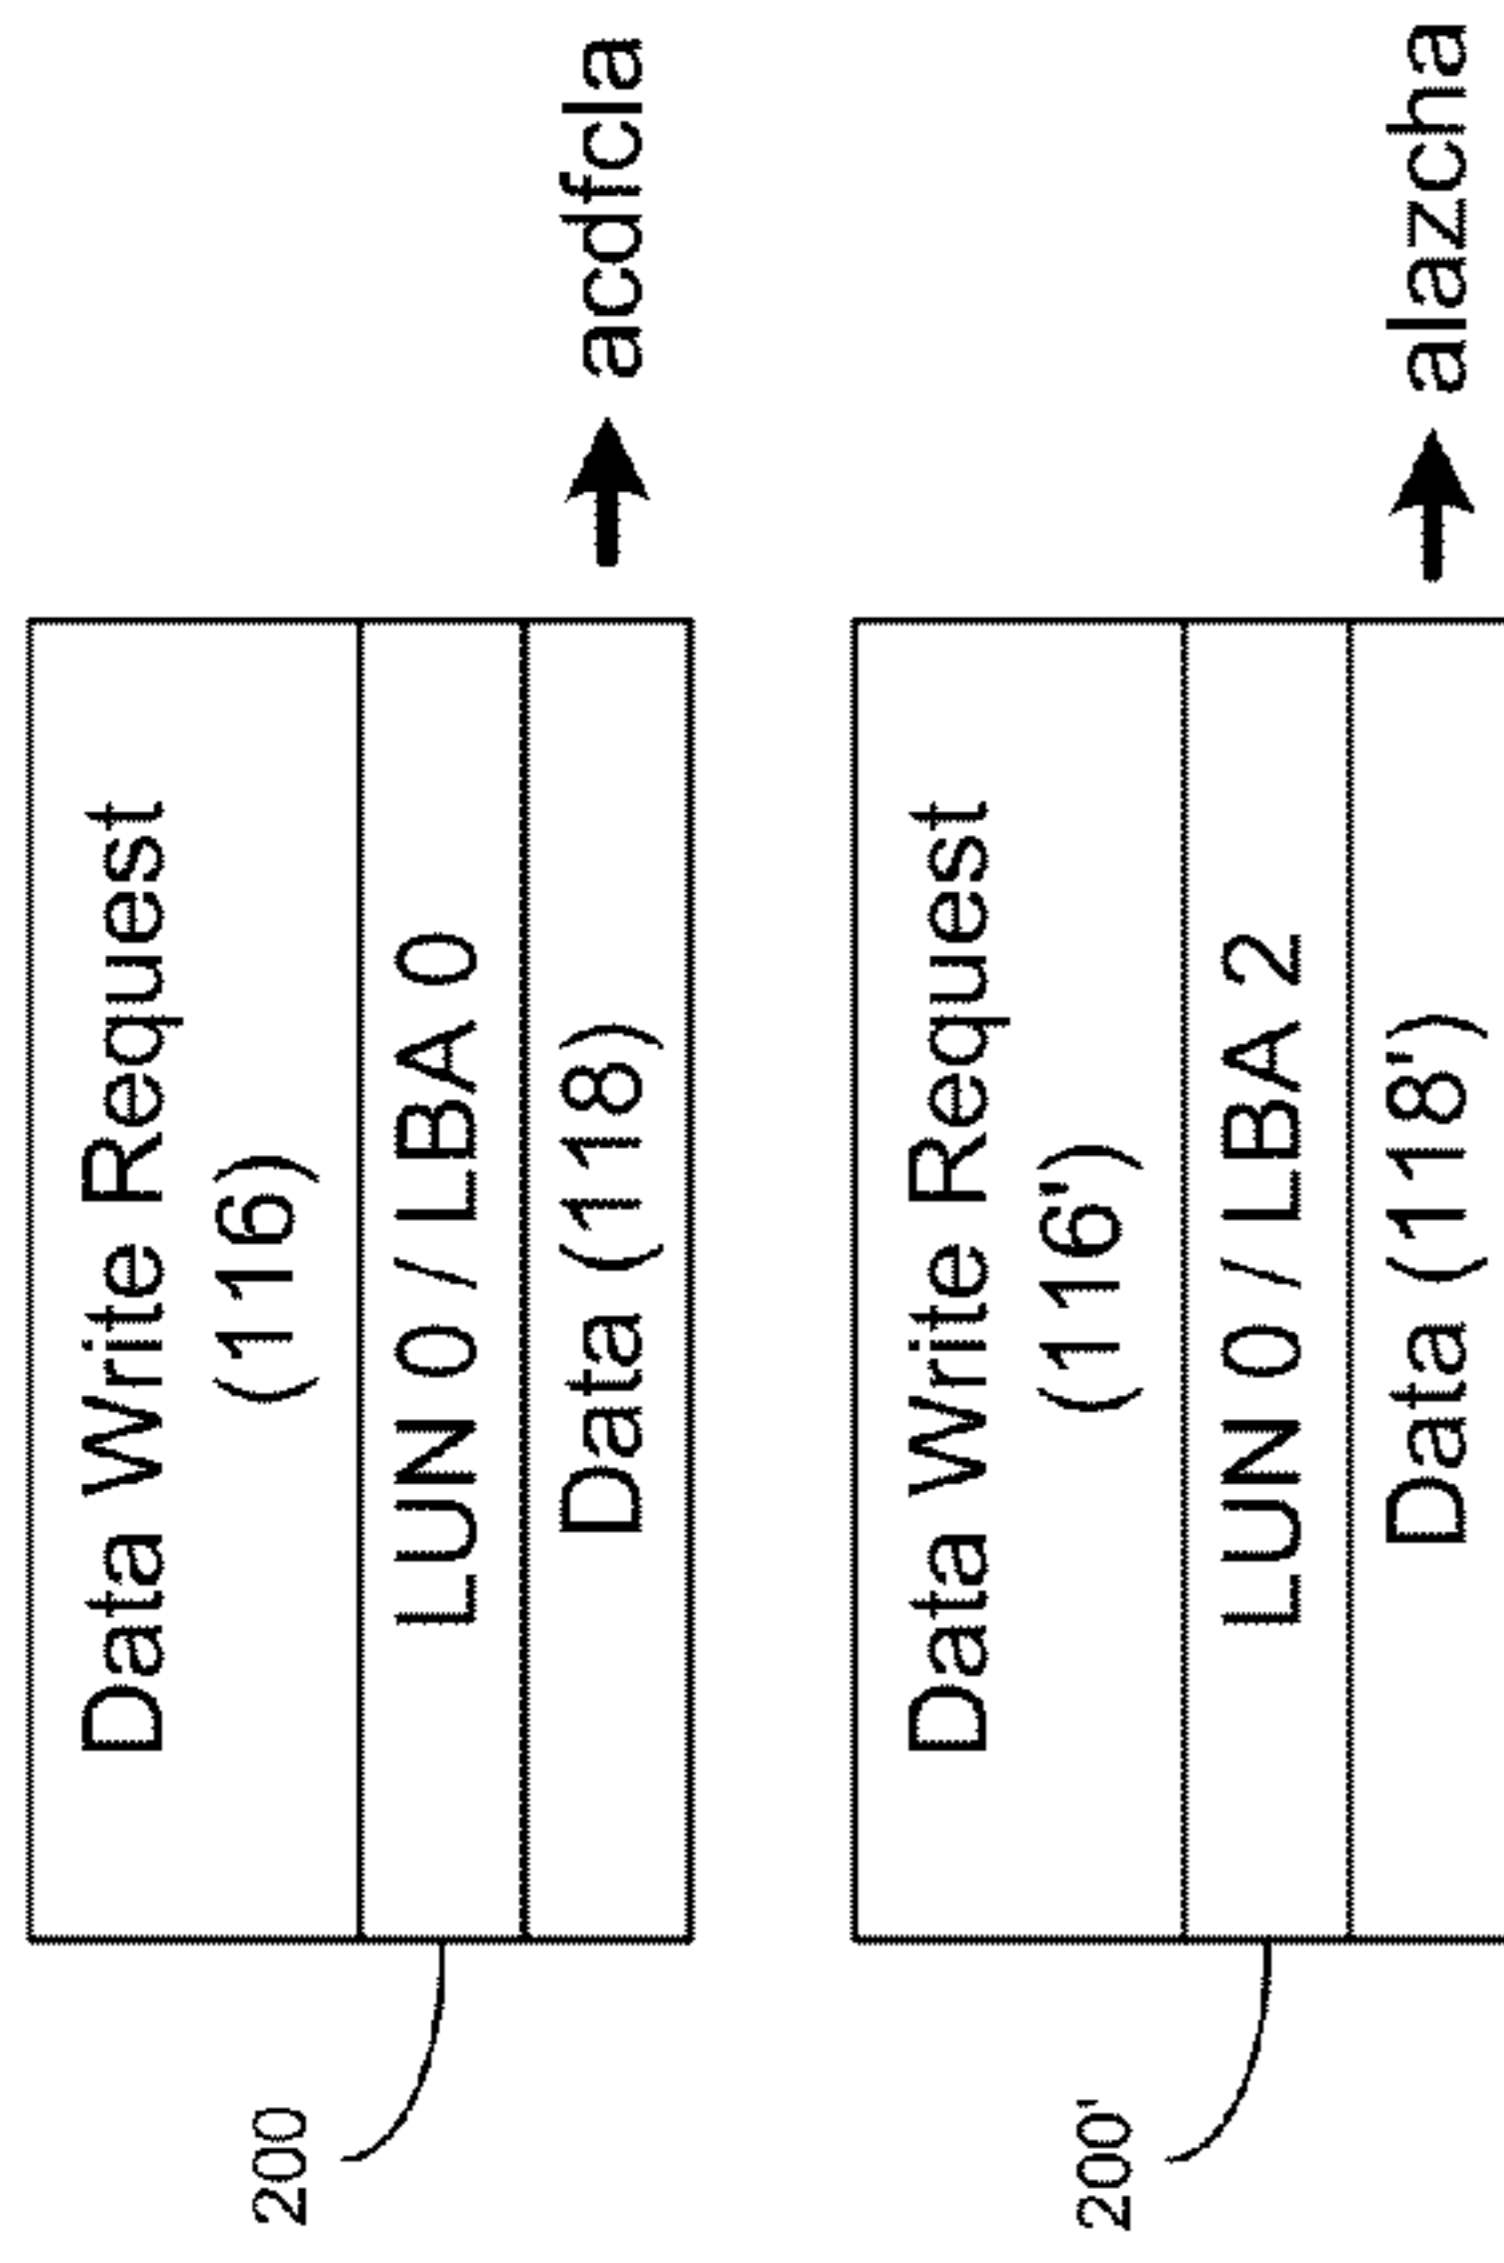 Data Write Request
(116)
LUN 0 / LBA 0
Data (118)
acdfcla
200
Data Write Request
(116')
LUN 0 / LBA 2
Data (118')
alazcha
200'